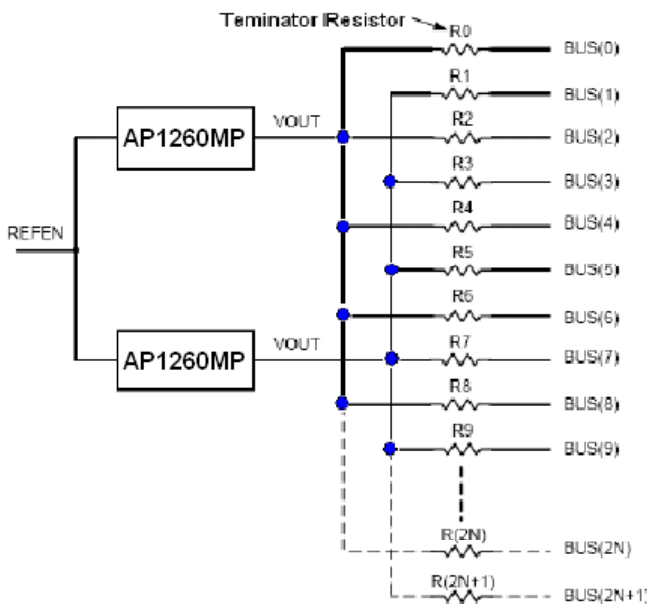 Teminator IResistor
R0 BUS(0)
R1 BUS(1)
AP1260MP VOUT R2 BUS(2)
R3 BUS(3)
REFEN R4 BUS(4)
R5 BUS(5)
R6 BUS(6)
AP1260MP VOUT R7 BUS(7)
R8 BUS(8)
R9 BUS(9)
R(2N) BUS(2N)
R(2N+1) BUS(2N+1)